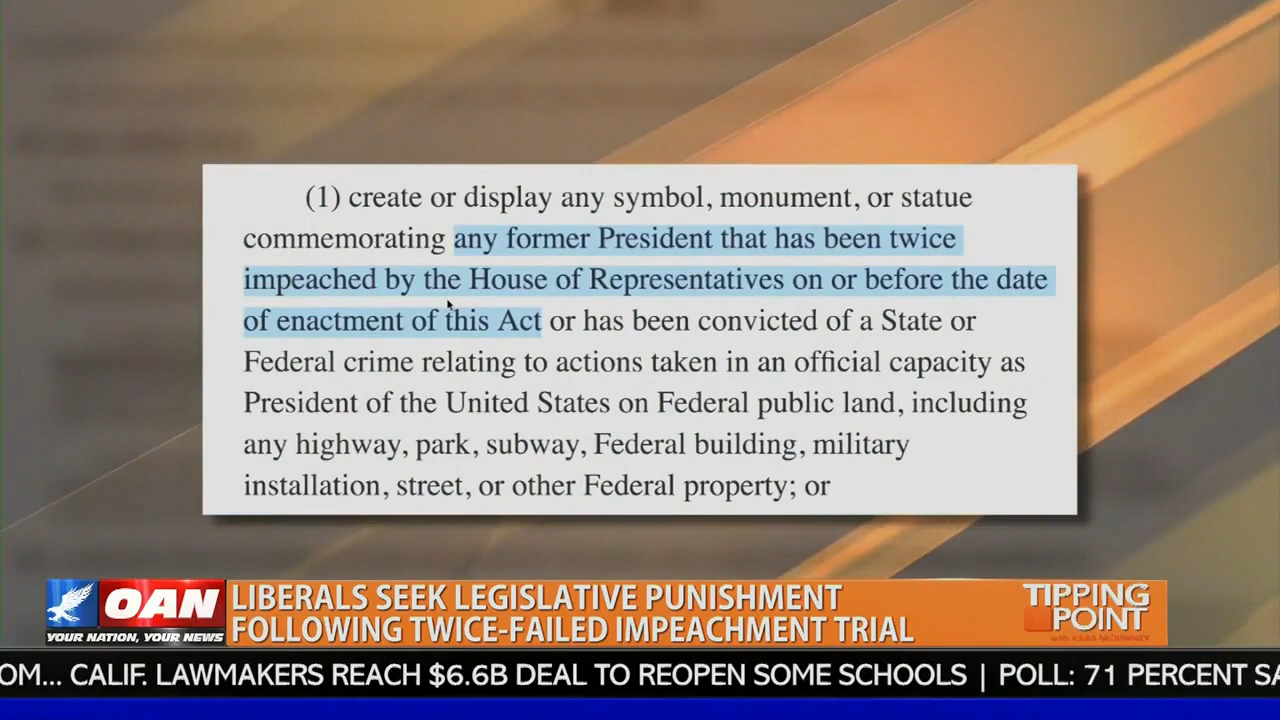 (1) create or display any symbol, monument, or statue
commemorating any former President that has been twice
impeached by the House of Representatives on or before the date
of enactment of this Act or has been convicted of a State or
Federal crime relating to actions taken in an official capacity as
President of the United States on Federal public land, including
any highway, park, subway, Federal building, military
installation, street, or other Federal property; or
OAN
YOUR NATION, YOUR NEWS
LIBERALS SEEK LEGISLATIVE PUNISHMENT
FOLLOWING TWICE-FAILED IMPEACHMENT TRIAL
TIPPING
POINT
OM... CALIF. LAWMAKERS REACH $6.6B DEAL TO REOPEN SOME SCHOOLS | POLL: 71 PERCENT SA